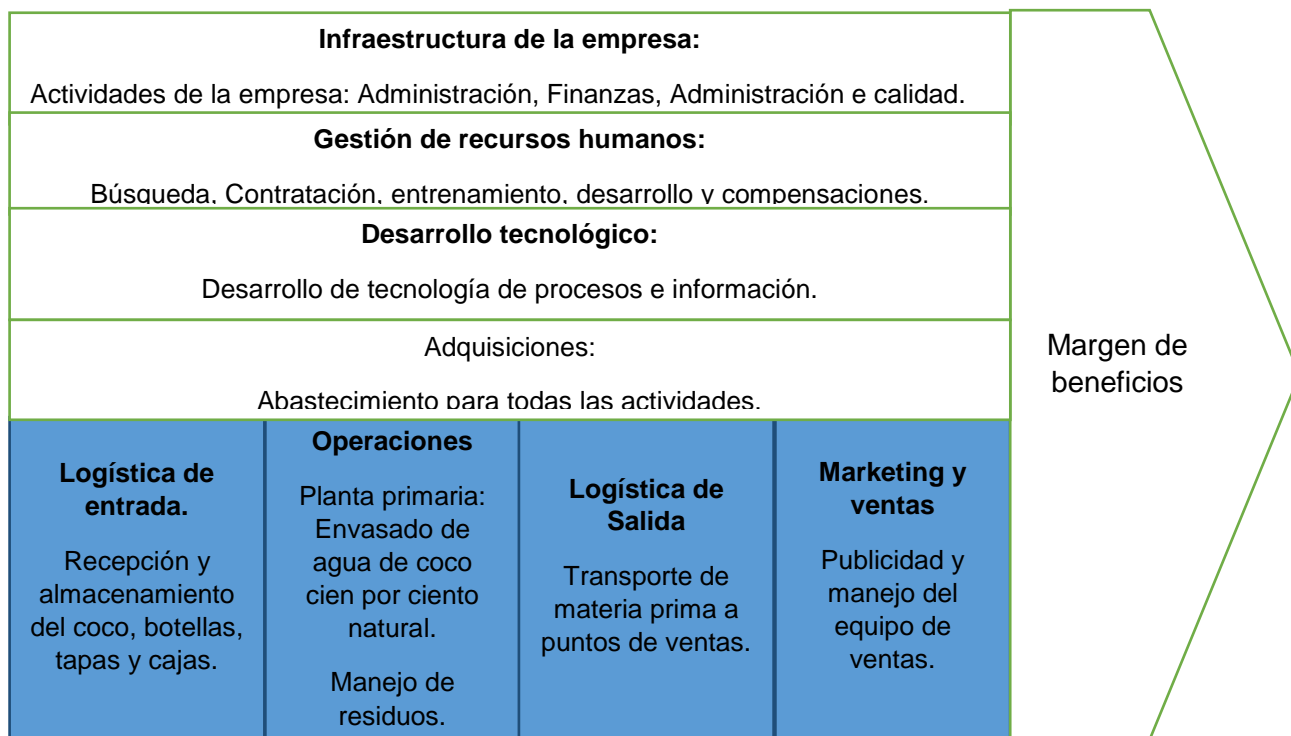 Infraestructura de la empresa:
Actividades de la empresa: Administración, Finanzas, Administración e calidad.
Gestión de recursos humanos:
Búsqueda, Contratación, entrenamiento, desarrollo y compensaciones.
Desarrollo tecnológico:
Desarrollo de tecnología de procesos e información.
Adquisiciones:
Abastecimiento para todas las actividades.
Margen de
beneficios
Logística de
entrada.
Recepción y
almacenamiento
del coco, botellas,
tapas y cajas.
Operaciones
Planta primaria:
Envasado de
agua de coco
cien por ciento
natural.
Manejo de
residuos.
Logística de
Salida
Transporte de
materia prima a
puntos de ventas.
Marketing y
ventas
Publicidad y
manejo del
equipo de
ventas.